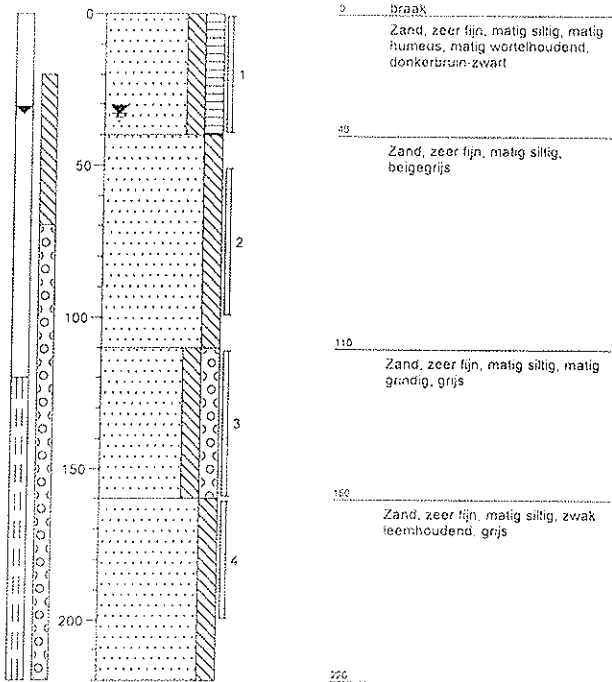 0
braak
Zand, zeer fijn, matig siltig, matig
humeus, matig wortelhoudend,
donkerbruin-zwart
1
40
Zand, zeer fijn, matig siltig,
beigegrijs
50
2
100
110
Zand, zeer fijn, matig siltig, matig
grindig, grijs
3
150
160
Zand, zeer fijn, matig siltig, zwak
leemhoudend, grijs
4
200
220